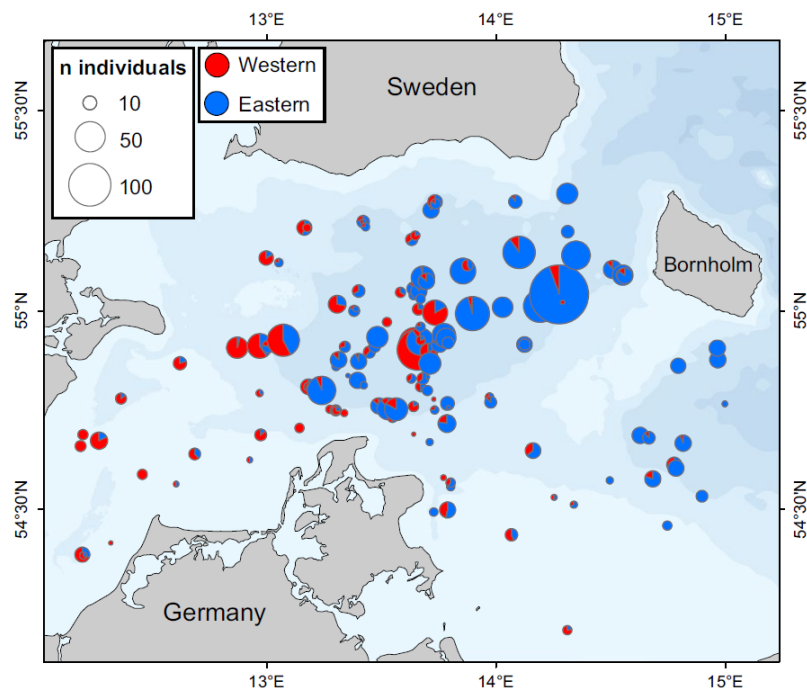 13°E 14°E 15°E
n individuals
10
50
100
Western
Eastern
Sweden
Bornholm
Germany
55°30'N 55°30'N
55°N 55°N
54°30'N 54°30'N
13°E 14°E 15°E